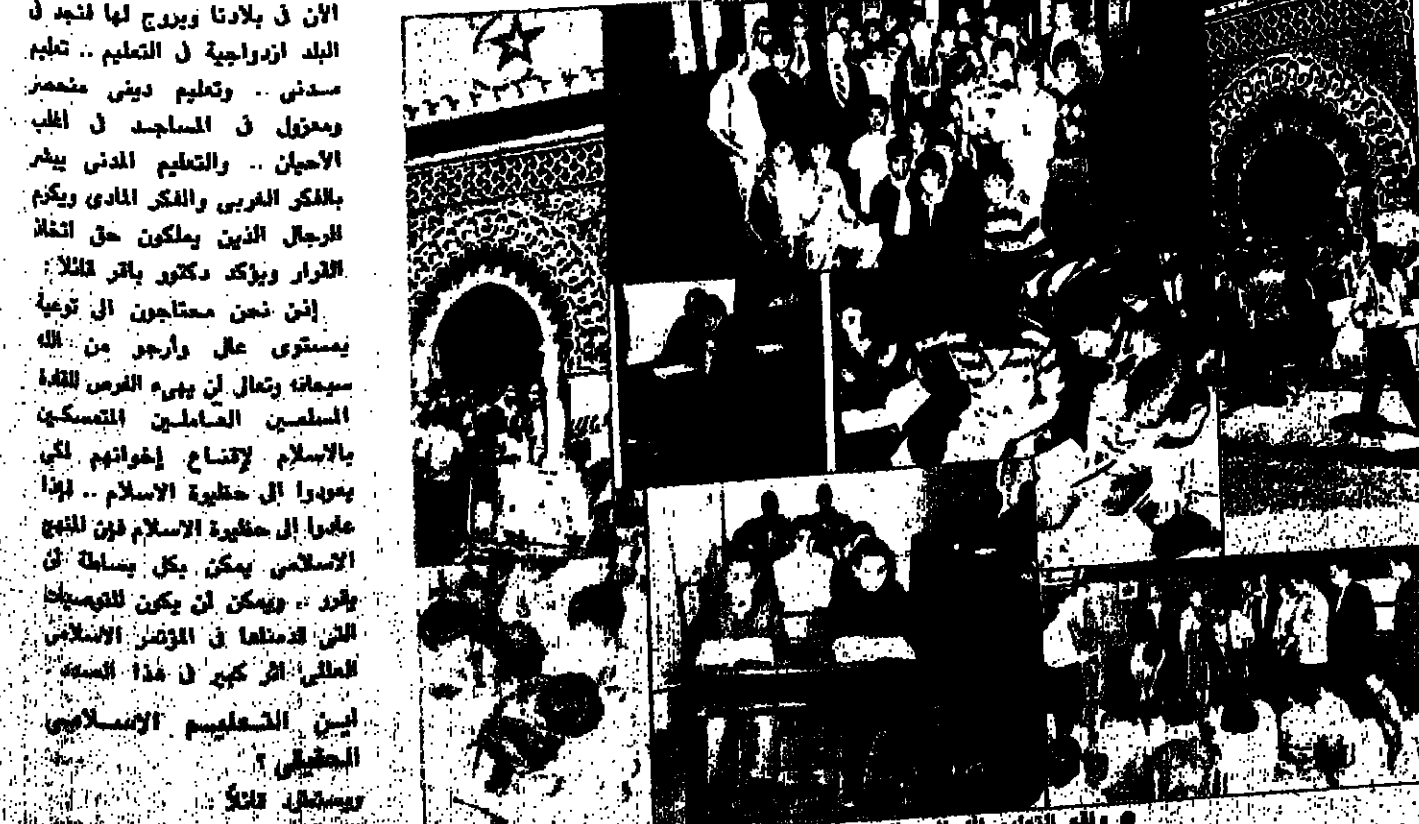 الآن في بلادنا ويروج لها فنجد في
البلد ازدواجية في التعليم .. تعليم
مدني .. وتعليم ديني منحصر
ومعزول في المساجد في أغلب
الأحيان .. والتعليم المدني يبشر
بالفكر الغربي والفكر المادي ويكرم
الرجال الذين يملكون حق اتخاذ
القرار ويؤكد دكتور باقر قائلاً :
إذن نحن محتاجون الى توعية
بمستوى عال وأرجو من الله
سبحانه وتعالى أن يهيء الفرص للقادة
المسلمين العاملين المتمسكين
بالاسلام لإقناع إخوانهم لكي
يعودوا الى حظيرة الاسلام .. فإذا
عادوا الى حظيرة الاسلام فإن المنهج
الاسلامي يمكن بكل بساطة أن
يقرر .. ويمكن أن يكون للتوصيات
التي قدمناها في المؤتمر الاسلامي
العالمي أثر كبير في هذا الصدد .
أين التعليم الاسلامي
الحقيقي ؟
قائلاً :